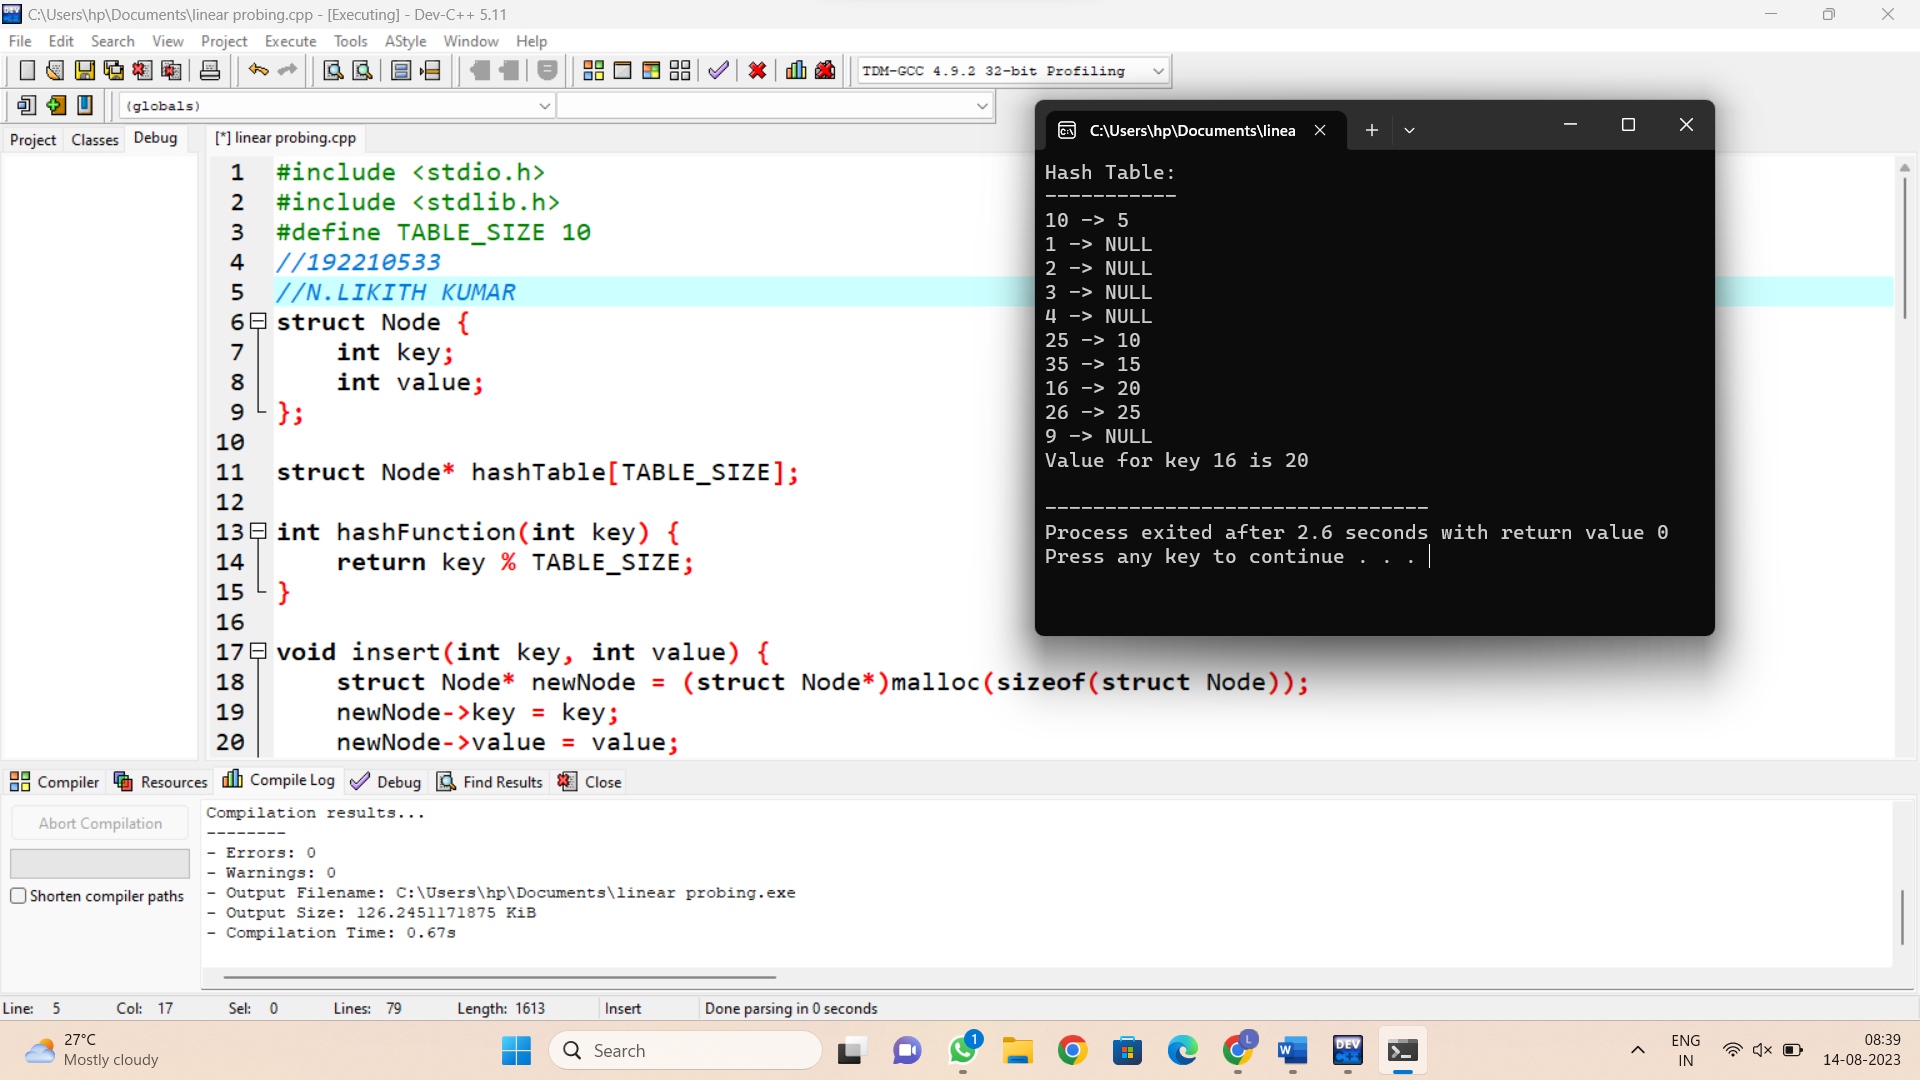 C:\Users\hp\Documents\linear probing.cpp - [Executing] - Dev-C++ 5.11
File Edit Search View Project Execute Tools AStyle Window Help
TDM-GCC 4.9.2 32-bit Profiling
(globals)
Project Classes Debug
[*] linear probing.cpp
1 #include <stdio.h>
2 #include <stdlib.h>
3 #define TABLE_SIZE 10
4 //192210533
5 //N.LIKITH KUMAR
6 struct Node {
7 int key;
8 int value;
9 };
10
11 struct Node* hashTable[TABLE_SIZE];
12
13 int hashFunction(int key) {
14 return key % TABLE_SIZE;
15 }
16
17 void insert(int key, int value) {
18 struct Node* newNode = (struct Node*)malloc(sizeof(struct Node));
19 newNode->key = key;
20 newNode->value = value;
C:\Users\hp\Documents\linea
Hash Table:
-----------
10 -> 5
1 -> NULL
2 -> NULL
3 -> NULL
4 -> NULL
25 -> 10
35 -> 15
16 -> 20
26 -> 25
9 -> NULL
Value for key 16 is 20
--------------------------------
Process exited after 2.6 seconds with return value 0
Press any key to continue . . .
Compiler Resources Compile Log Debug Find Results Close
Abort Compilation
Shorten compiler paths
Compilation results...
--------
- Errors: 0
- Warnings: 0
- Output Filename: C:\Users\hp\Documents\linear probing.exe
- Output Size: 126.2451171875 KiB
- Compilation Time: 0.67s
Line: 5 Col: 17 Sel: 0 Lines: 79 Length: 1613 Insert Done parsing in 0 seconds
27°C
Mostly cloudy
Search
1
L
W
DEV
C++
ENG
IN
08:39
14-08-2023